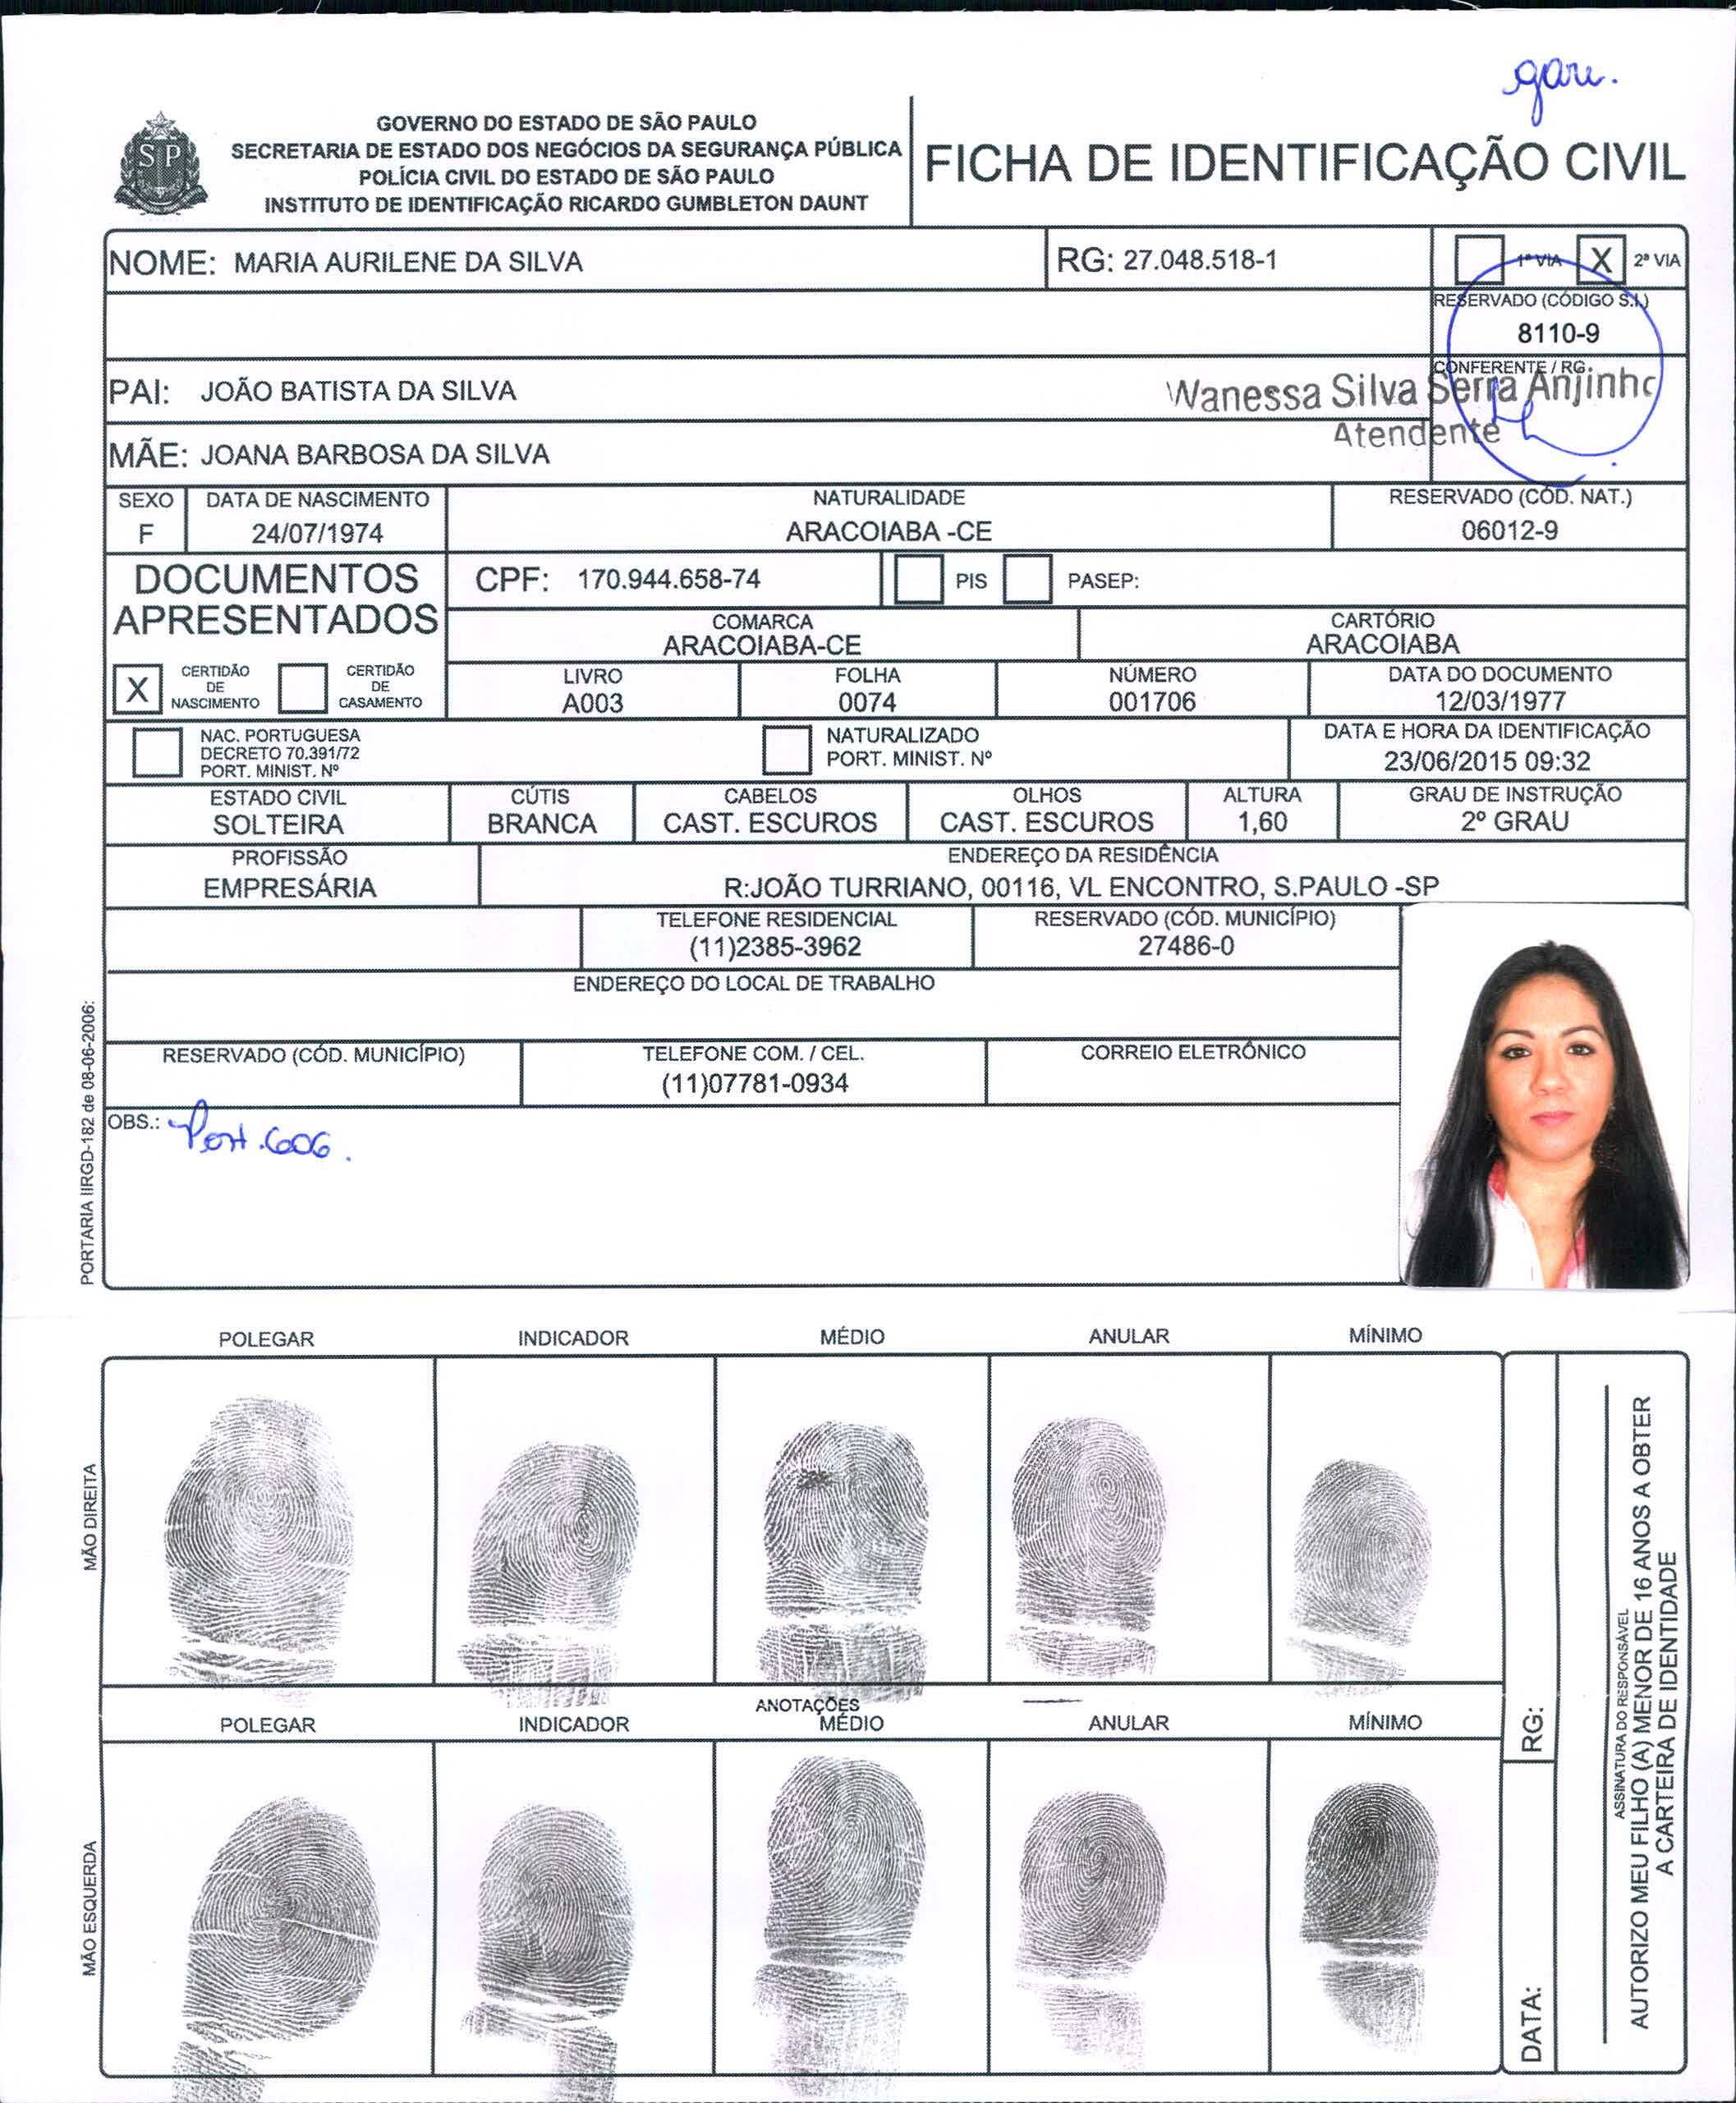 gare.
SP
GOVERNO DO ESTADO DE SÃO PAULO
SECRETARIA DE ESTADO DOS NEGÓCIOS DA SEGURANÇA PÚBLICA
POLÍCIA CIVIL DO ESTADO DE SÃO PAULO
INSTITUTO DE IDENTIFICAÇÃO RICARDO GUMBLETON DAUNT
FICHA DE IDENTIFICAÇÃO CIVIL
NOME: MARIA AURILENE DA SILVA
RG: 27.048.518-1
1ª VIA X 2ª VIA
RESERVADO (CÓDIGO S.I.)
8110-9
PAI: JOÃO BATISTA DA SILVA
CONFERENTE / RG:
Wanessa Silva Serra Anjinho
Atendente
MÃE: JOANA BARBOSA DA SILVA
SEXO DATA DE NASCIMENTO NATURALIDADE RESERVADO (CÓD. NAT.)
F 24/07/1974 ARACOIABA -CE 06012-9
DOCUMENTOS
APRESENTADOS
CPF: 170.944.658-74 PIS PASEP:
COMARCA CARTÓRIO
ARACOIABA-CE ARACOIABA
X CERTIDÃO DE NASCIMENTO
CERTIDÃO DE CASAMENTO
LIVRO FOLHA NÚMERO DATA DO DOCUMENTO
A003 0074 001706 12/03/1977
NAC. PORTUGUESA
DECRETO 70.391/72
PORT. MINIST. Nº
NATURALIZADO
PORT. MINIST. Nº
DATA E HORA DA IDENTIFICAÇÃO
23/06/2015 09:32
ESTADO CIVIL CÚTIS CABELOS OLHOS ALTURA GRAU DE INSTRUÇÃO
SOLTEIRA BRANCA CAST. ESCUROS CAST. ESCUROS 1,60 2º GRAU
PROFISSÃO ENDEREÇO DA RESIDÊNCIA
EMPRESÁRIA R:JOÃO TURRIANO, 00116, VL ENCONTRO, S.PAULO -SP
TELEFONE RESIDENCIAL RESERVADO (CÓD. MUNICÍPIO)
(11)2385-3962 27486-0
ENDEREÇO DO LOCAL DE TRABALHO
RESERVADO (CÓD. MUNICÍPIO) TELEFONE COM. / CEL. CORREIO ELETRÔNICO
(11)07781-0934
OBS.: Port.606.
PORTARIA IIRGD-182 de 08-06-2006:
POLEGAR INDICADOR MÉDIO ANULAR MÍNIMO
MÃO DIREITA
ANOTAÇÕES
POLEGAR INDICADOR MÉDIO ANULAR MÍNIMO
MÃO ESQUERDA
RG:
DATA:
ASSINATURA DO RESPONSÁVEL
AUTORIZO MEU FILHO (A) MENOR DE 16 ANOS A OBTER
A CARTEIRA DE IDENTIDADE